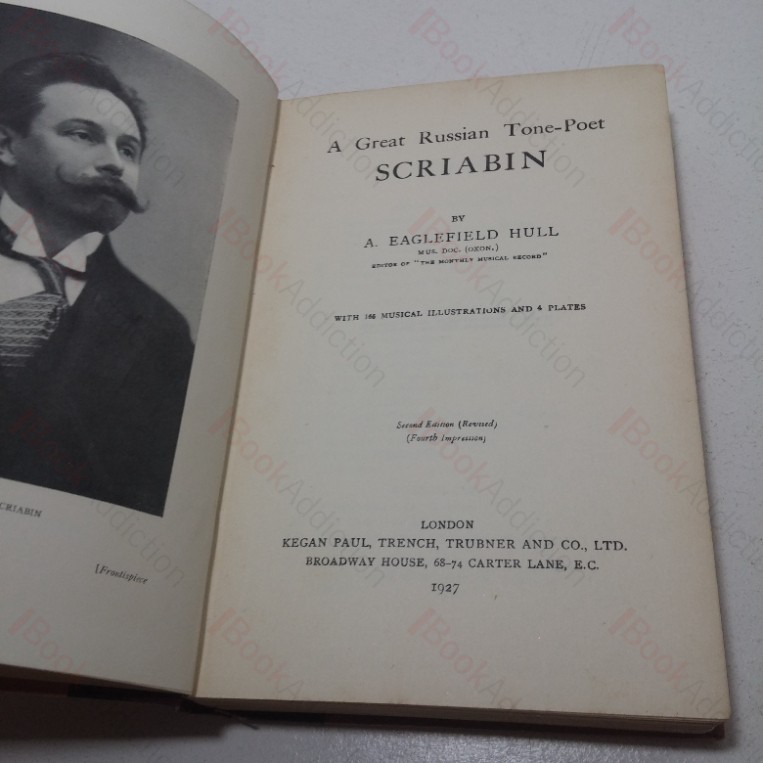 CRIABIN
[Frontispiece
A Great Russian Tone-Poet
SCRIABIN
BY
A. EAGLEFIELD HULL
MUS. DOC. (OXON.)
EDITOR OF "THE MONTHLY MUSICAL RECORD"
WITH 166 MUSICAL ILLUSTRATIONS AND 4 PLATES
Second Edition (Revised)
(Fourth Impression)
LONDON
KEGAN PAUL, TRENCH, TRUBNER AND CO., LTD.
BROADWAY HOUSE, 68-74 CARTER LANE, E.C.
1927
BookAddiction